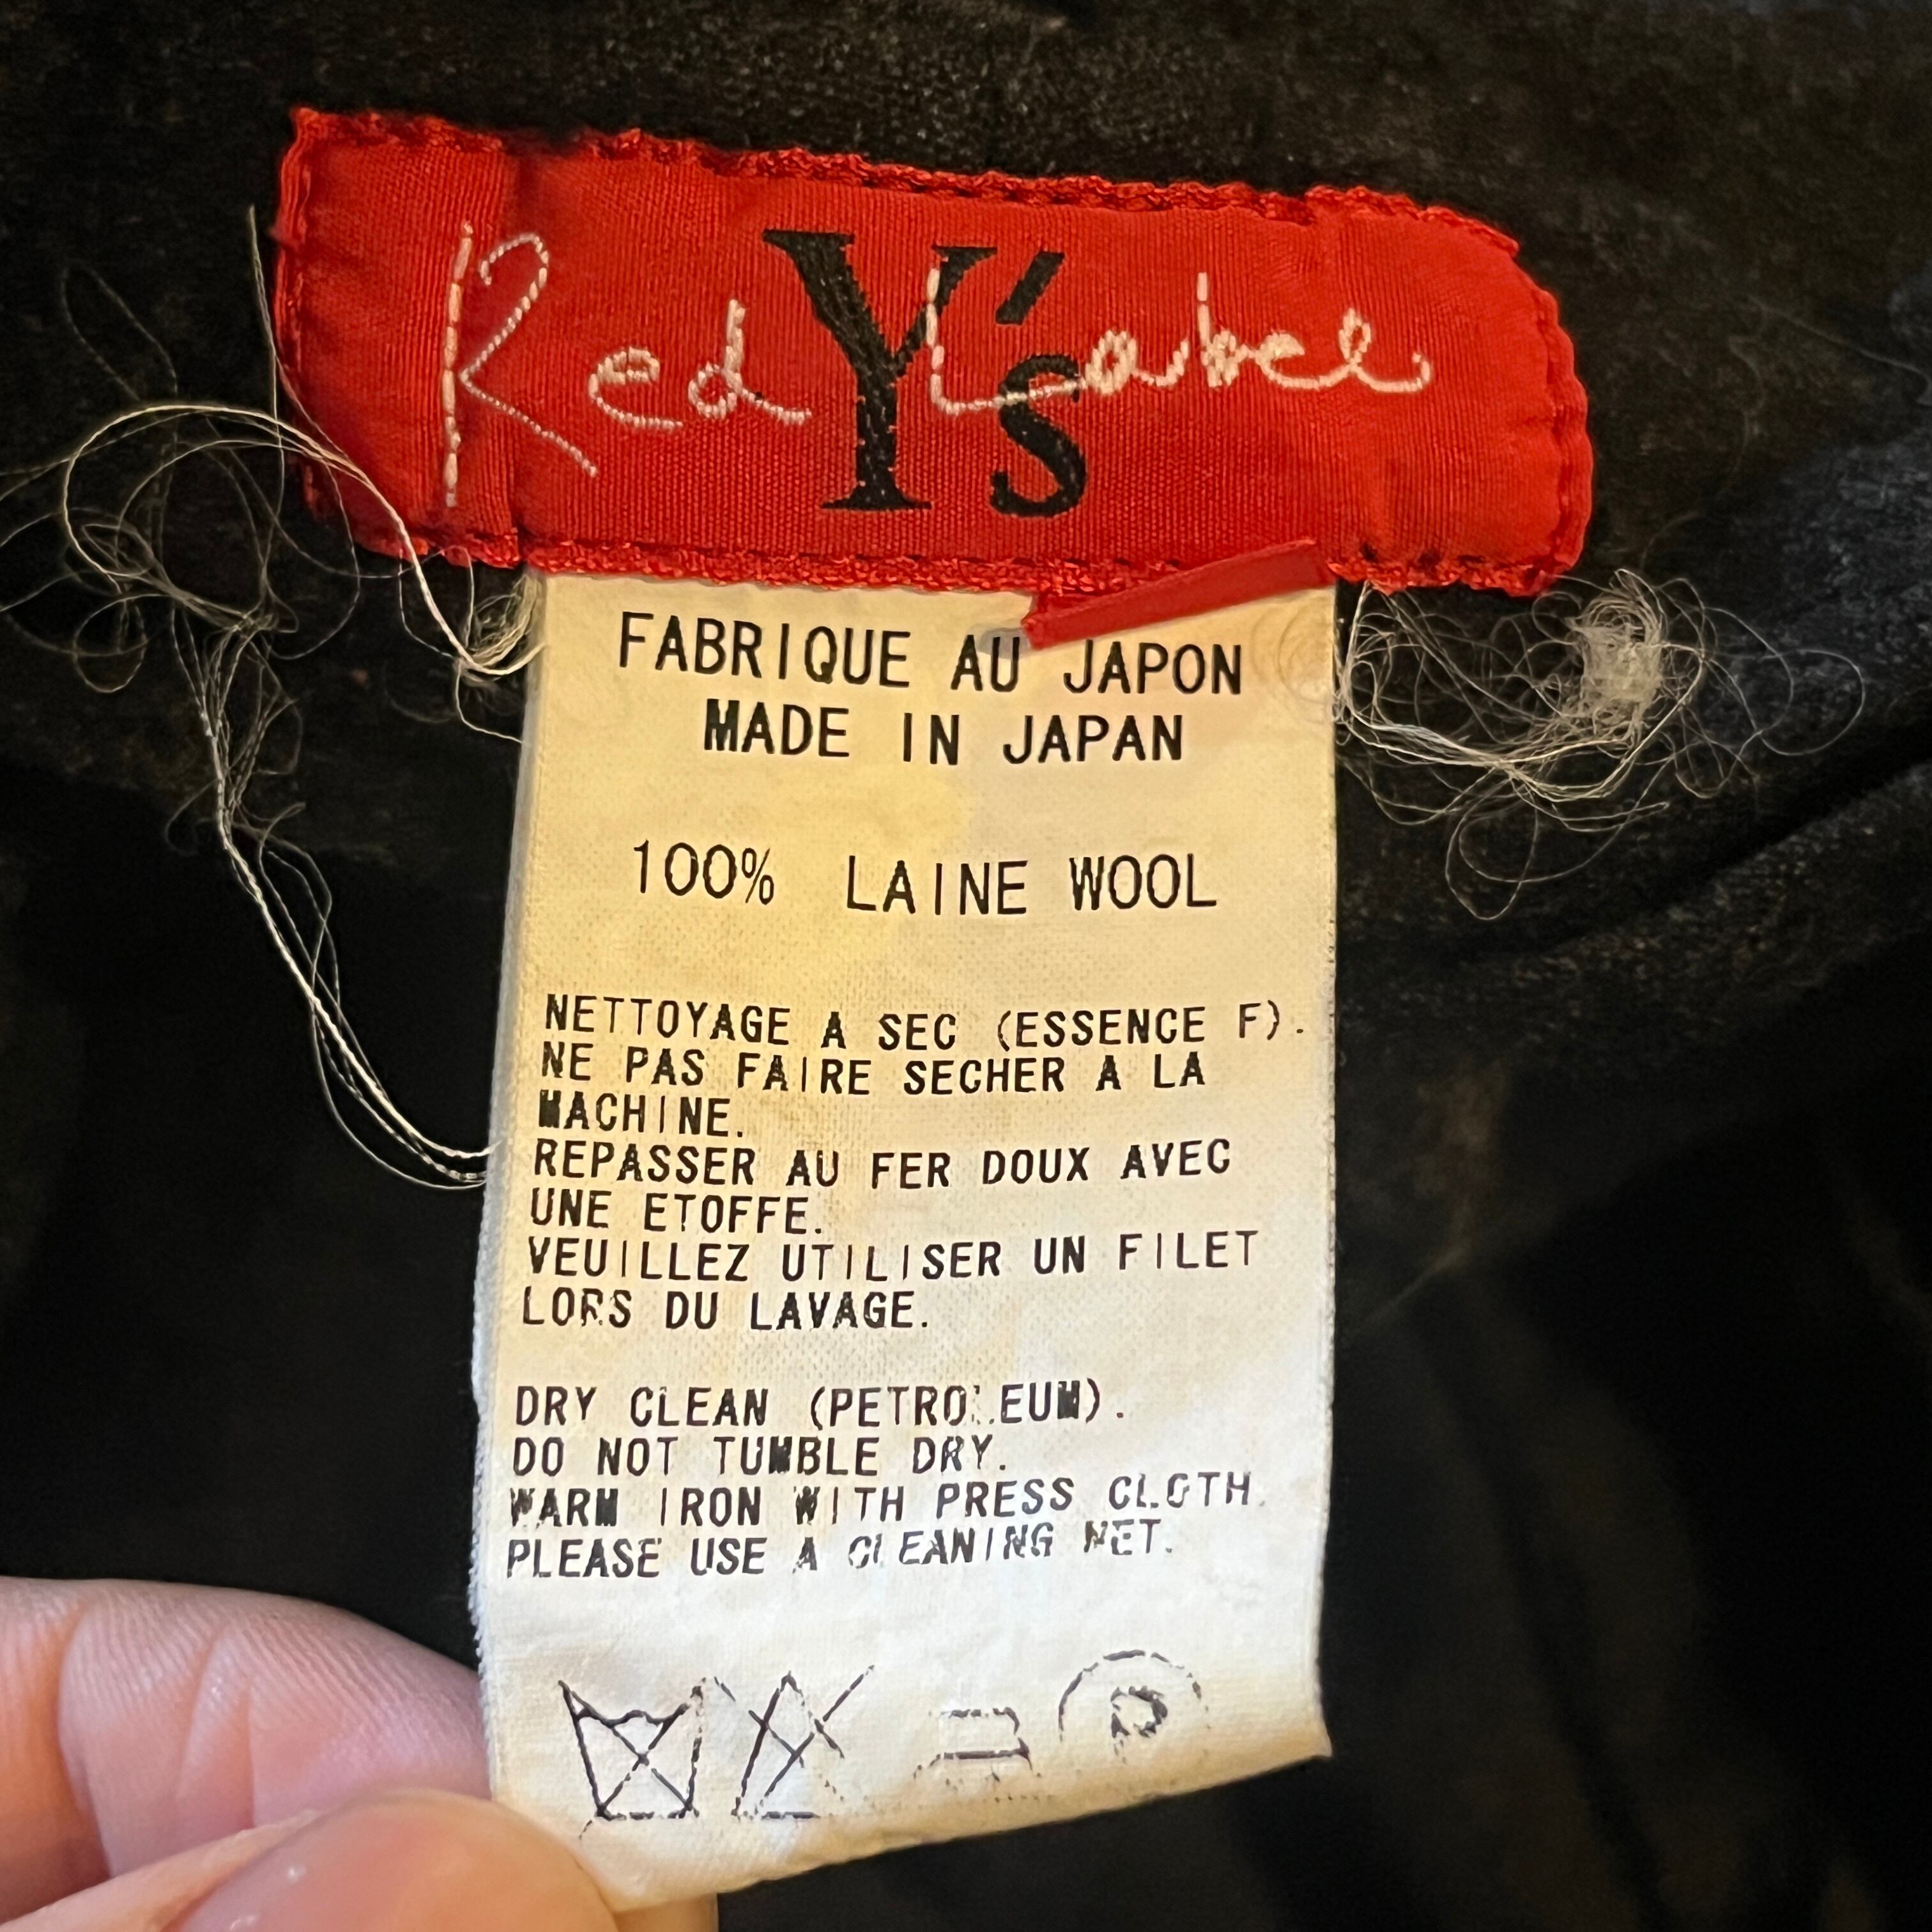 Red Label
Y's
FABRIQUE AU JAPON
MADE IN JAPAN
100% LAINE WOOL
NETTOYAGE A SEC (ESSENCE F).
NE PAS FAIRE SECHER A LA
MACHINE.
REPASSER AU FER DOUX AVEC
UNE ETOFFE.
VEUILLEZ UTILISER UN FILET
LORS DU LAVAGE.
DRY CLEAN (PETROLEUM).
DO NOT TUMBLE DRY.
WARM IRON WITH PRESS CLOTH.
PLEASE USE A CLEANING NET.
P